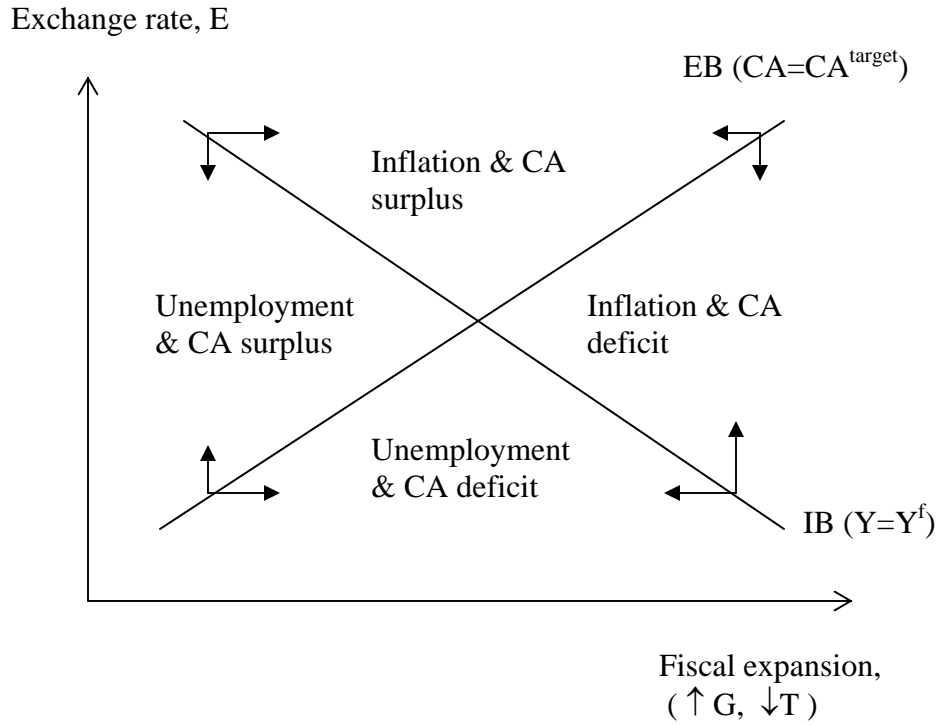 Exchange rate, E
EB (CA=CA^target)
Inflation & CA
surplus
Unemployment
& CA surplus
Inflation & CA
deficit
Unemployment
& CA deficit
IB (Y=Y^f)
Fiscal expansion,
( ↑ G, ↓T )